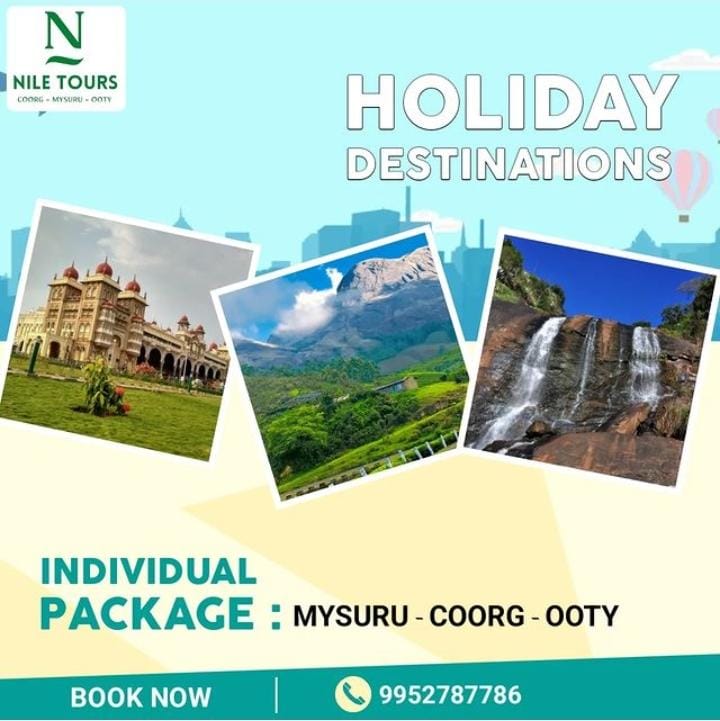 N
NILE TOURS
COORG - MYSURU - OOTY
HOLIDAY
DESTINATIONS
INDIVIDUAL
PACKAGE : MYSURU - COORG - OOTY
BOOK NOW
9952787786